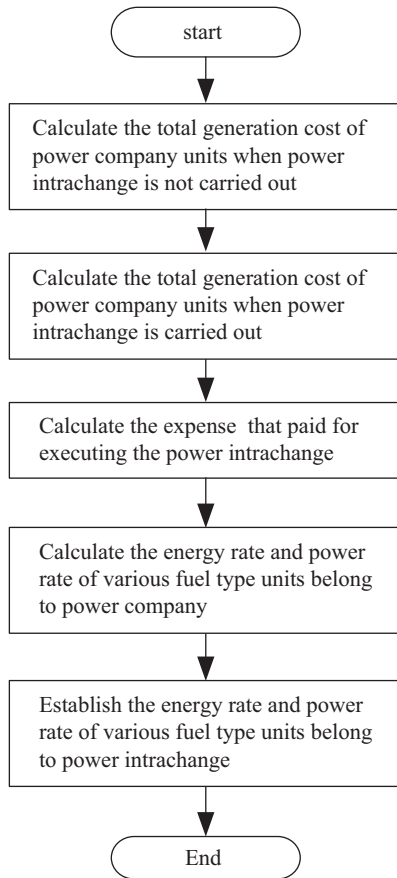 start
Calculate the total generation cost of
power company units when power
intrachange is not carried out
Calculate the total generation cost of
power company units when power
intrachange is carried out
Calculate the expense that paid for
executing the power intrachange
Calculate the energy rate and power
rate of various fuel type units belong
to power company
Establish the energy rate and power
rate of various fuel type units belong
to power intrachange
End